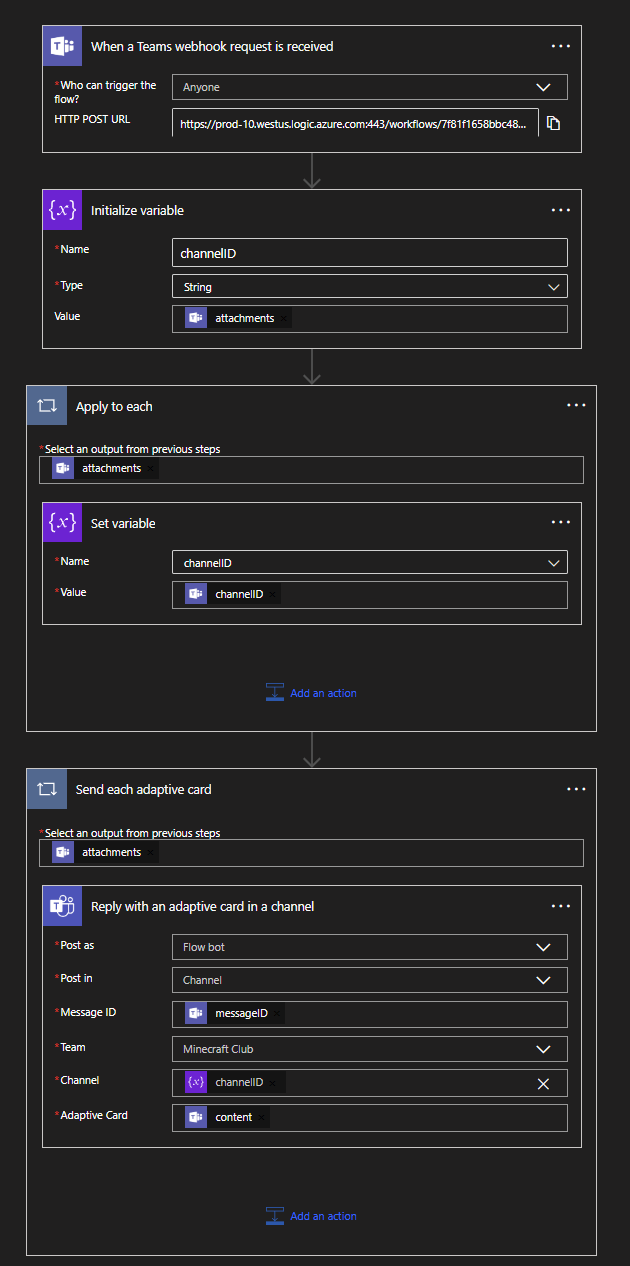 When a Teams webhook request is received
*Who can trigger the
flow?
Anyone
HTTP POST URL
https://prod-10.westus.logic.azure.com:443/workflows/7f81f1658bbc48...
{x} Initialize variable
*Name
channelID
*Type
String
Value
attachments ×
Apply to each
*Select an output from previous steps
attachments ×
{x} Set variable
*Name
channelID
*Value
channelID ×
Add an action
Send each adaptive card
*Select an output from previous steps
attachments ×
Reply with an adaptive card in a channel
*Post as
Flow bot
*Post in
Channel
*Message ID
messageID ×
*Team
Minecraft Club
*Channel
{x} channelID ×
*Adaptive Card
content ×
Add an action